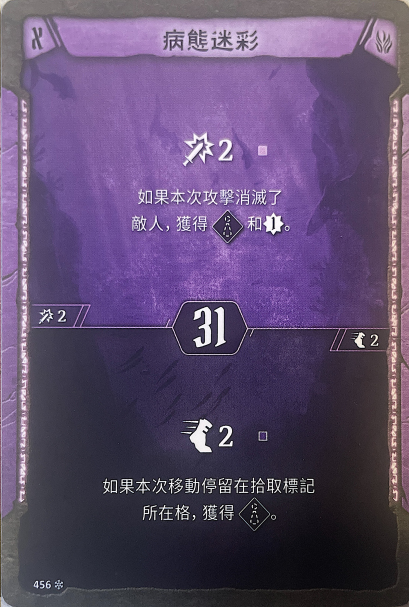 X
病態迷彩
2
如果本次攻擊消滅了
敵人，獲得 和 。
2
31
2
2
如果本次移動停留在拾取標記
所在格，獲得 。
456